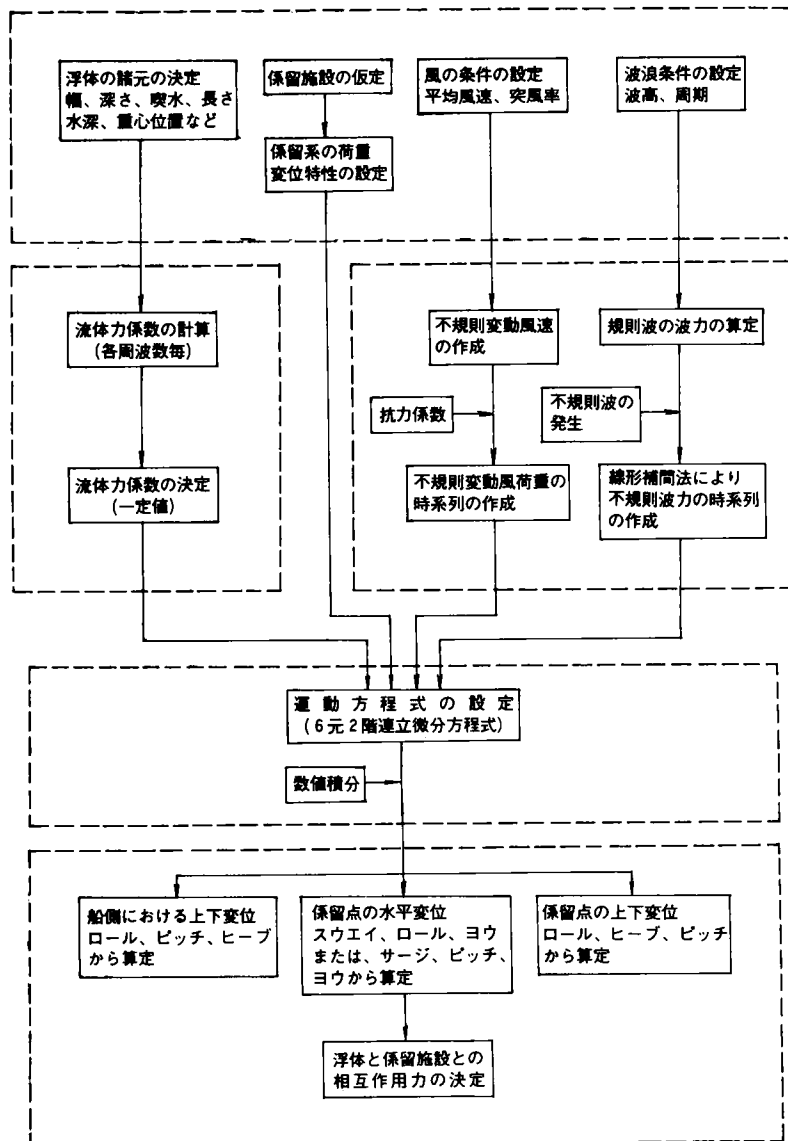 浮体の諸元の決定
幅、深さ、喫水、長さ
水深、重心位置など
係留施設の仮定
風の条件の設定
平均風速、突風率
波浪条件の設定
波高、周期
係留系の荷重
変位特性の設定
流体力係数の計算
(各周波数毎)
不規則変動風速
の作成
規則波の波力の算定
抗力係数
不規則波の
発生
流体力係数の決定
(一定値)
不規則変動風荷重の
時系列の作成
線形補間法により
不規則波力の時系列
の作成
運動方程式の設定
(6元2階連立微分方程式)
数値積分
船側における上下変位
ロール、ピッチ、ヒーブ
から算定
係留点の水平変位
スウエイ、ロール、ヨウ
または、サージ、ピッチ、
ヨウから算定
係留点の上下変位
ロール、ヒーブ、ピッチ
から算定
浮体と係留施設との
相互作用力の決定